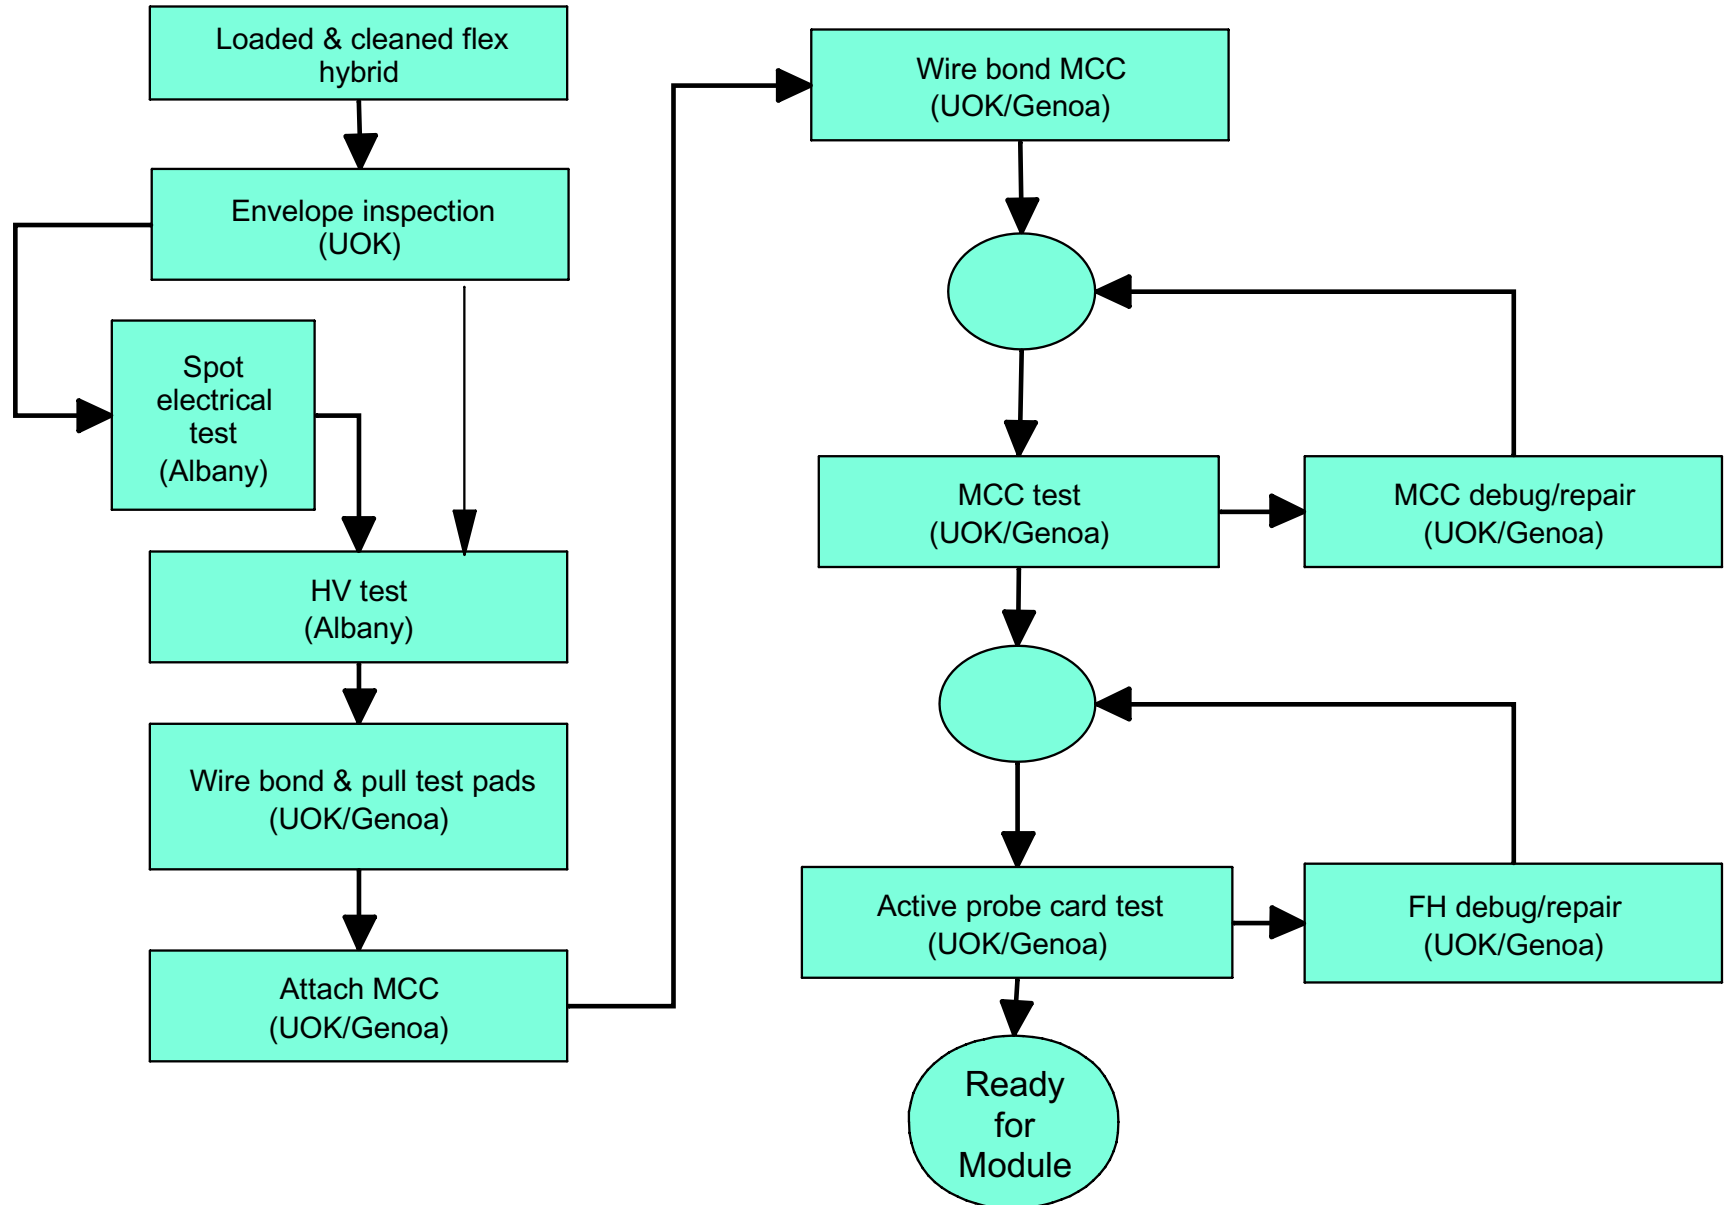 Loaded & cleaned flex
hybrid
Envelope inspection
(UOK)
Spot
electrical
test
(Albany)
HV test
(Albany)
Wire bond & pull test pads
(UOK/Genoa)
Attach MCC
(UOK/Genoa)
Wire bond MCC
(UOK/Genoa)
MCC test
(UOK/Genoa)
MCC debug/repair
(UOK/Genoa)
Active probe card test
(UOK/Genoa)
FH debug/repair
(UOK/Genoa)
Ready
for
Module